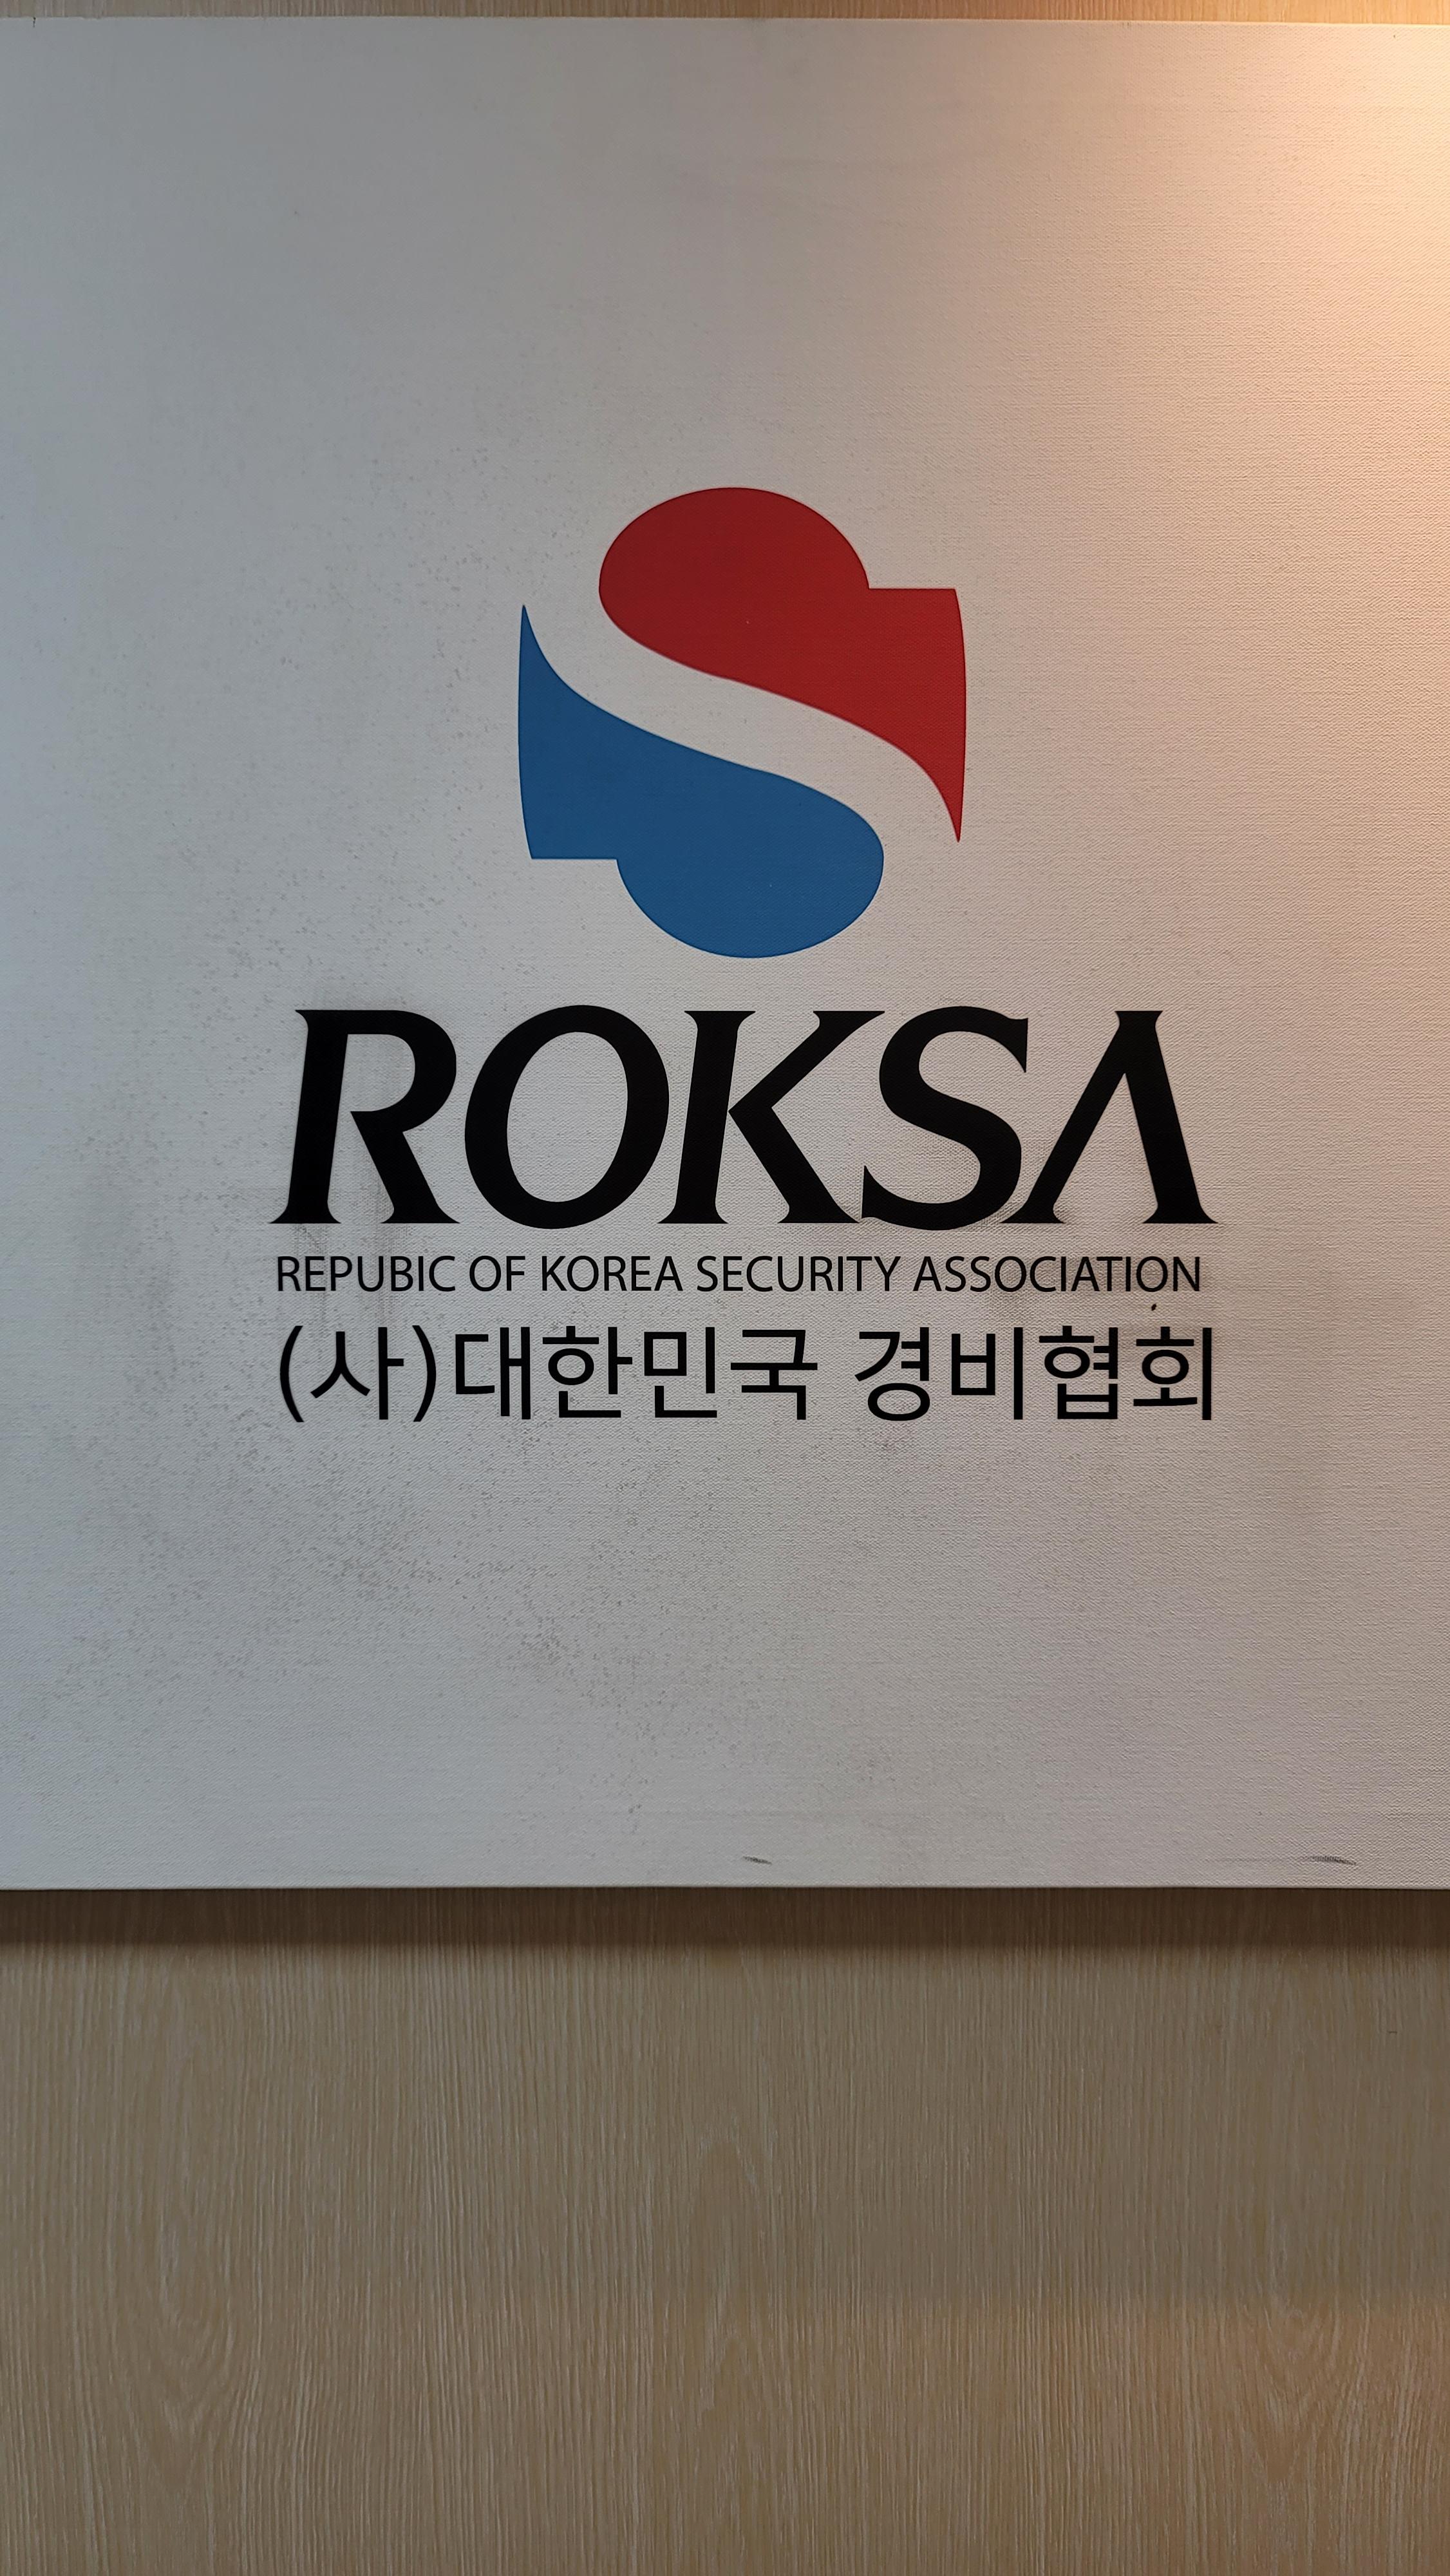 ROKSA
REPUBIC OF KOREA SECURITY ASSOCIATION
(사)대한민국 경비협회